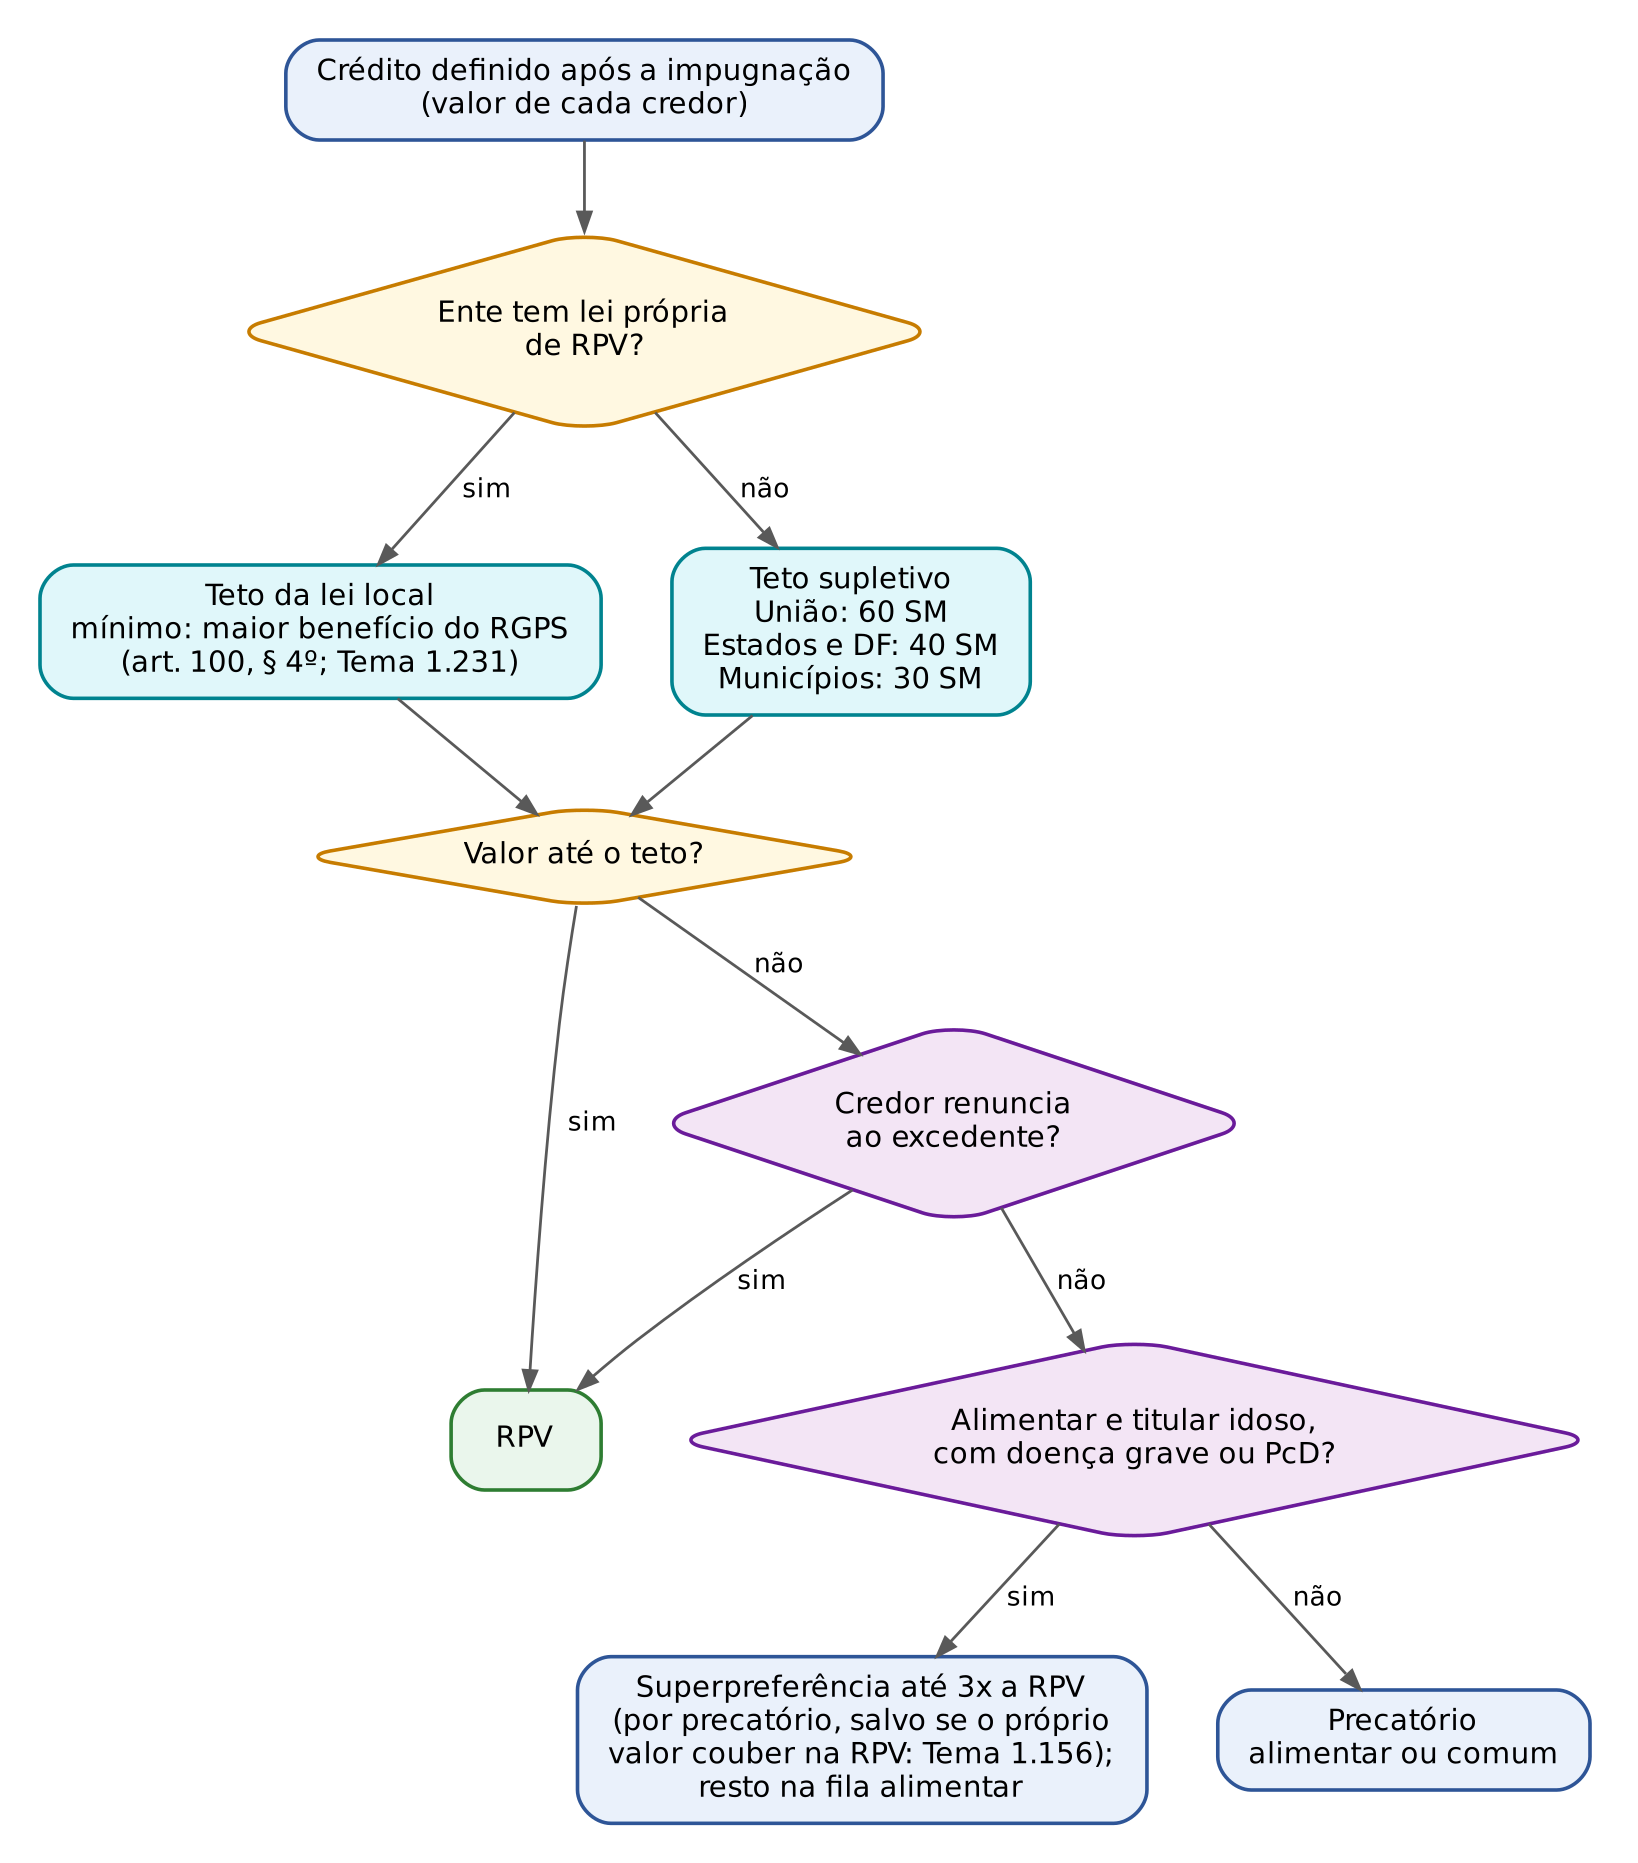 Crédito definido após a impugnação
(valor de cada credor)
Ente tem lei própria
de RPV?
sim
não
Teto da lei local
mínimo: maior benefício do RGPS
(art. 100, § 4º; Tema 1.231)
Teto supletivo
União: 60 SM
Estados e DF: 40 SM
Municípios: 30 SM
Valor até o teto?
não
sim
Credor renuncia
ao excedente?
sim
não
RPV
Alimentar e titular idoso,
com doença grave ou PcD?
sim
não
Superpreferência até 3x a RPV
(por precatório, salvo se o próprio
valor couber na RPV: Tema 1.156);
resto na fila alimentar
Precatório
alimentar ou comum